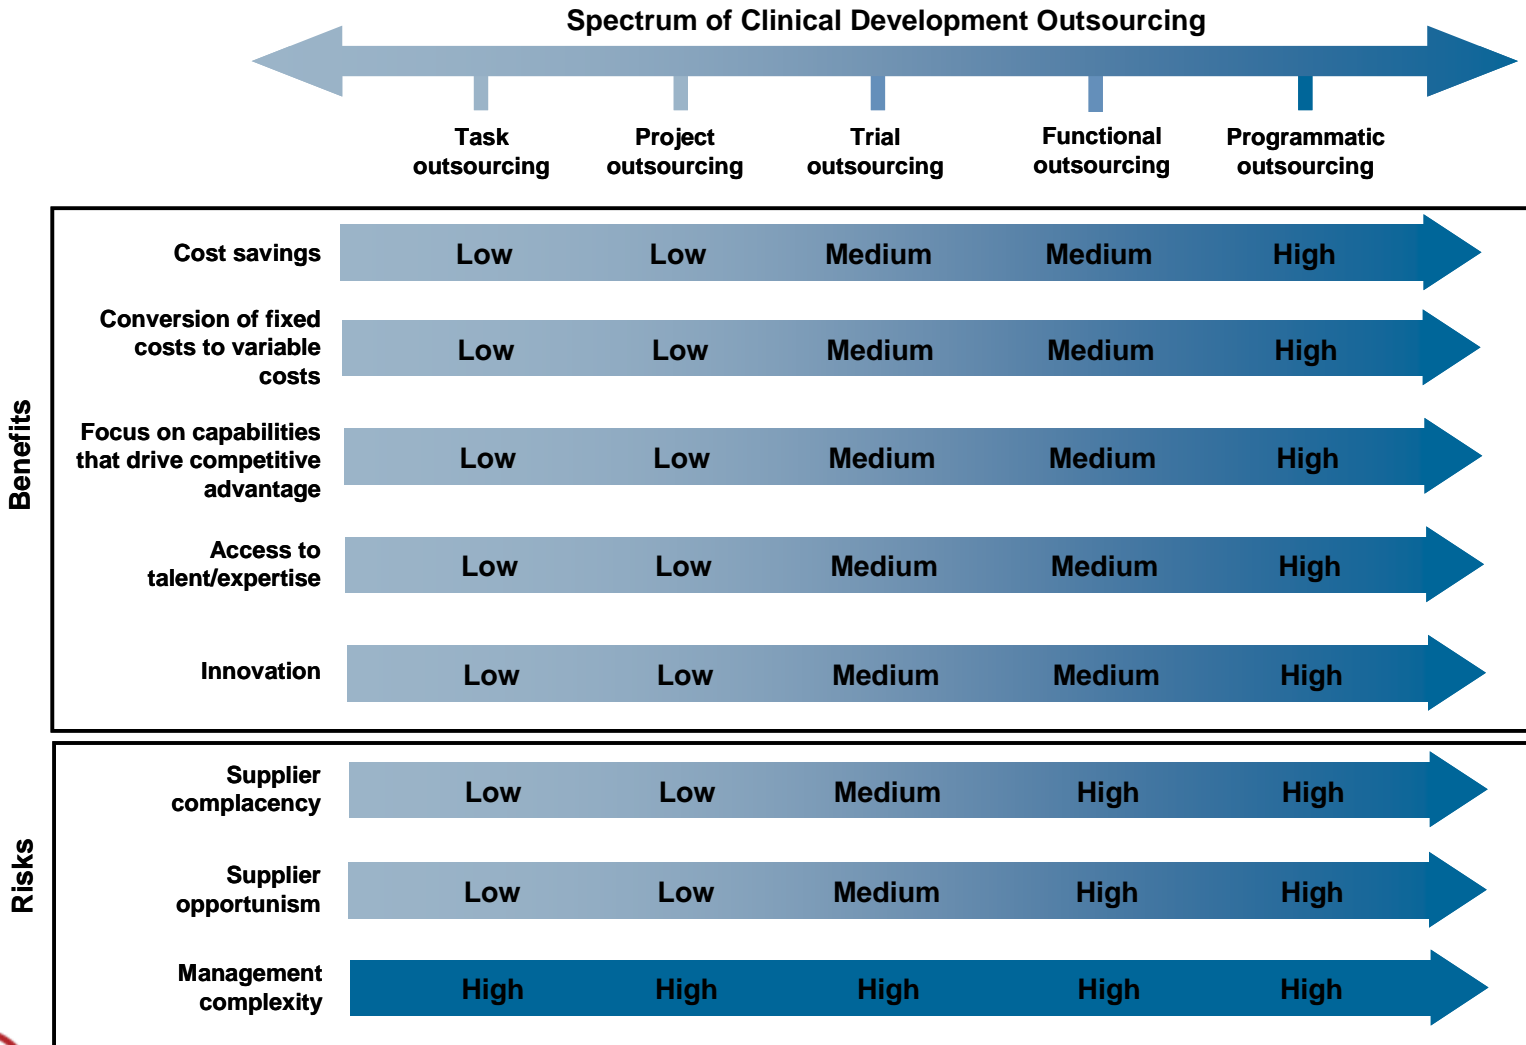 Spectrum of Clinical Development Outsourcing
Task
outsourcing
Project
outsourcing
Trial
outsourcing
Functional
outsourcing
Programmatic
outsourcing
Benefits
Cost savings
Low Low Medium Medium High
Conversion of fixed
costs to variable
costs
Low Low Medium Medium High
Focus on capabilities
that drive competitive
advantage
Low Low Medium Medium High
Access to
talent/expertise
Low Low Medium Medium High
Innovation
Low Low Medium Medium High
Risks
Supplier
complacency
Low Low Medium High High
Supplier
opportunism
Low Low Medium High High
Management
complexity
High High High High High